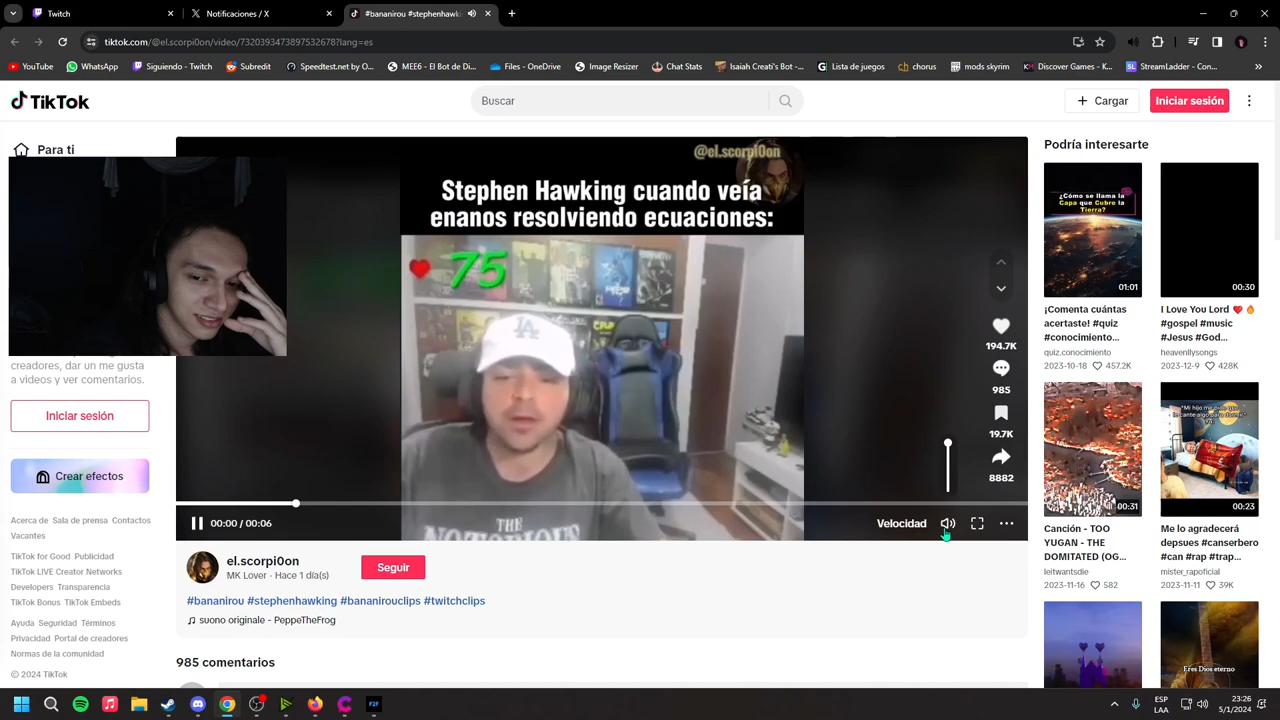 Twitch
Notificaciones / X
#bananirou #stephenhawki
tiktok.com/@el.scorpi0on/video/7320393473897532678?lang=es
YouTube
WhatsApp
Siguiendo - Twitch
Subredit
Speedtest.net by O...
MEE6 - El Bot de Di...
Files - OneDrive
Image Resizer
Chat Stats
Isaiah Creati's Bot -...
Lista de juegos
chorus
mods skyrim
Discord Streamer K...
StreamLadder -...
TikTok
Buscar
Cargar
Iniciar sesión
Para ti
creadores, dar un me gusta
a videos y ver comentarios.
Iniciar sesión
Crear efectos
Acerca de Sala de prensa Contactos
Vacantes
TikTok for Good Publicidad
TikTok LIVE Creator Networks
Developers Transparencia
TikTok Bonus TikTok Embeds
Ayuda Seguridad Términos
Privacidad Portal de creadores
Normas de la comunidad
© 2024 TikTok
@el.scorpi0on
Stephen Hawking cuando veía
enanos resolviendo ecuaciones:
75
LA
THE
194.7K
985
19.7K
8882
00:00 / 00:06
Velocidad
el.scorpi0on
MK Lover · Hace 1 día(s)
Seguir
#bananirou #stephenhawking #bananirouclips #twitchclips
suono originale - PeppeTheFrog
985 comentarios
Podría interesarte
¿Cómo se llama la
Capa que Cubre la
Tierra?
01:01
¡Comenta cuántas
acertaste! #quiz
#conocimiento...
quiz.conocimiento
2023-10-18 457.2K
00:30
I Love You Lord ❤️ 🔥
#gospel #music
#Jesus #God...
heavenllysongs
2023-12-9 428K
00:31
Canción - TOO
YUGAN - THE
DOMITATED (OG...
leitwantsdie
2023-11-16 582
00:23
Me lo agradecerá
depsues #canserbero
#can #rap #trap...
mister_rapoficial
2023-11-11 39K
Eres Dios eterno
F2F
ESP
LAA
23:26
5/1/2024